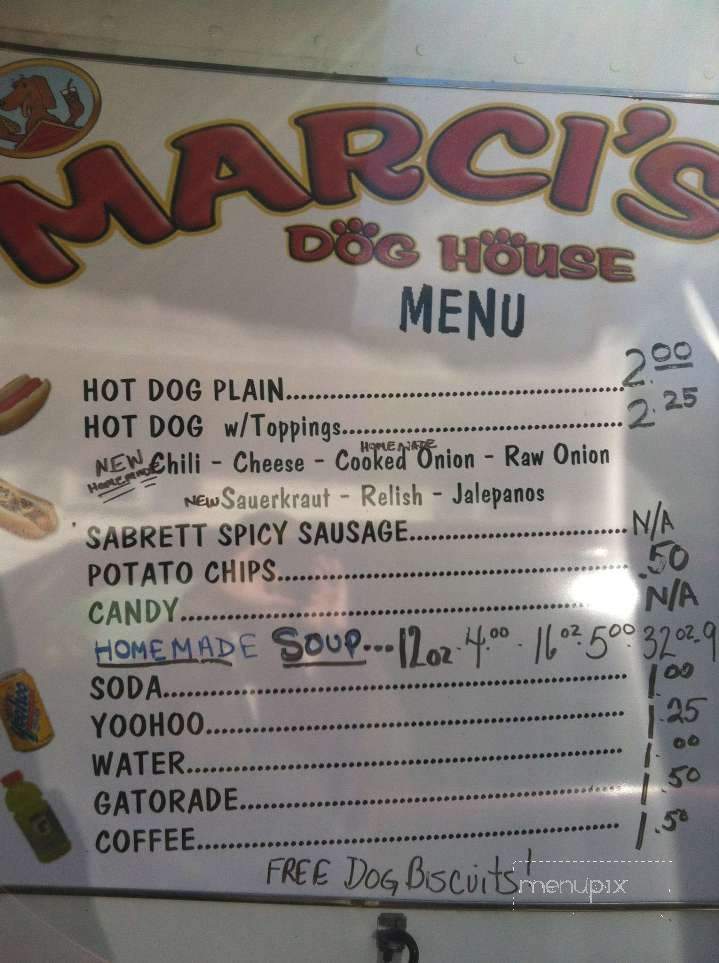 MARCI'S
DOG HOUSE
MENU
HOT DOG PLAIN.......................................................2.00
HOT DOG w/Toppings.............................................2.25
HOMEMADE
NEW Chili - Cheese - Cooked Onion - Raw Onion
HOMEMADE
NEW Sauerkraut - Relish - Jalepanos
SABRETT SPICY SAUSAGE...................................N/A
POTATO CHIPS........................................................50
CANDY...............................................................N/A
HOMEMADE SOUP...12oz.4.00.16oz.5.00.32oz.9
SODA..................................................................1.00
YOOHOO............................................................1.25
WATER...............................................................1.00
GATORADE.........................................................1.50
COFFEE..............................................................1.50
FREE DOG BISCUITS!
menupix